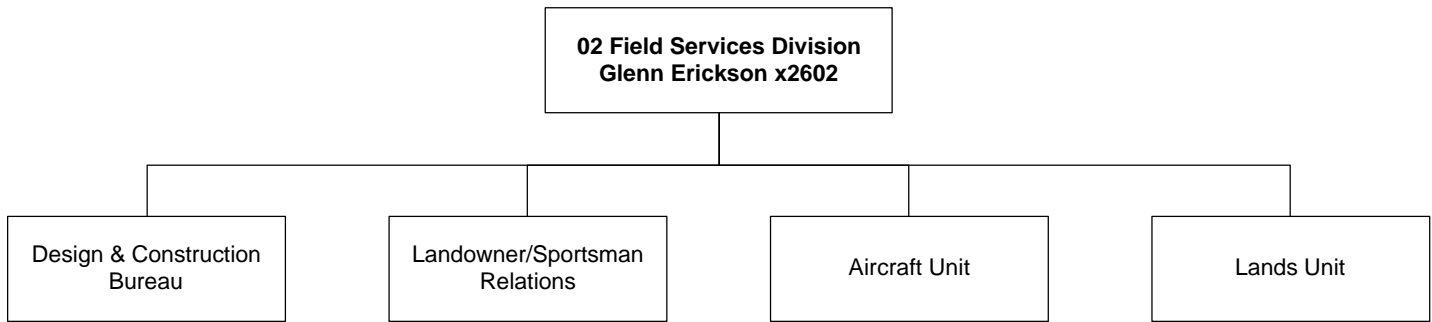 02 Field Services Division
Glenn Erickson x2602
Design & Construction
Bureau
Landowner/Sportsman
Relations
Aircraft Unit
Lands Unit